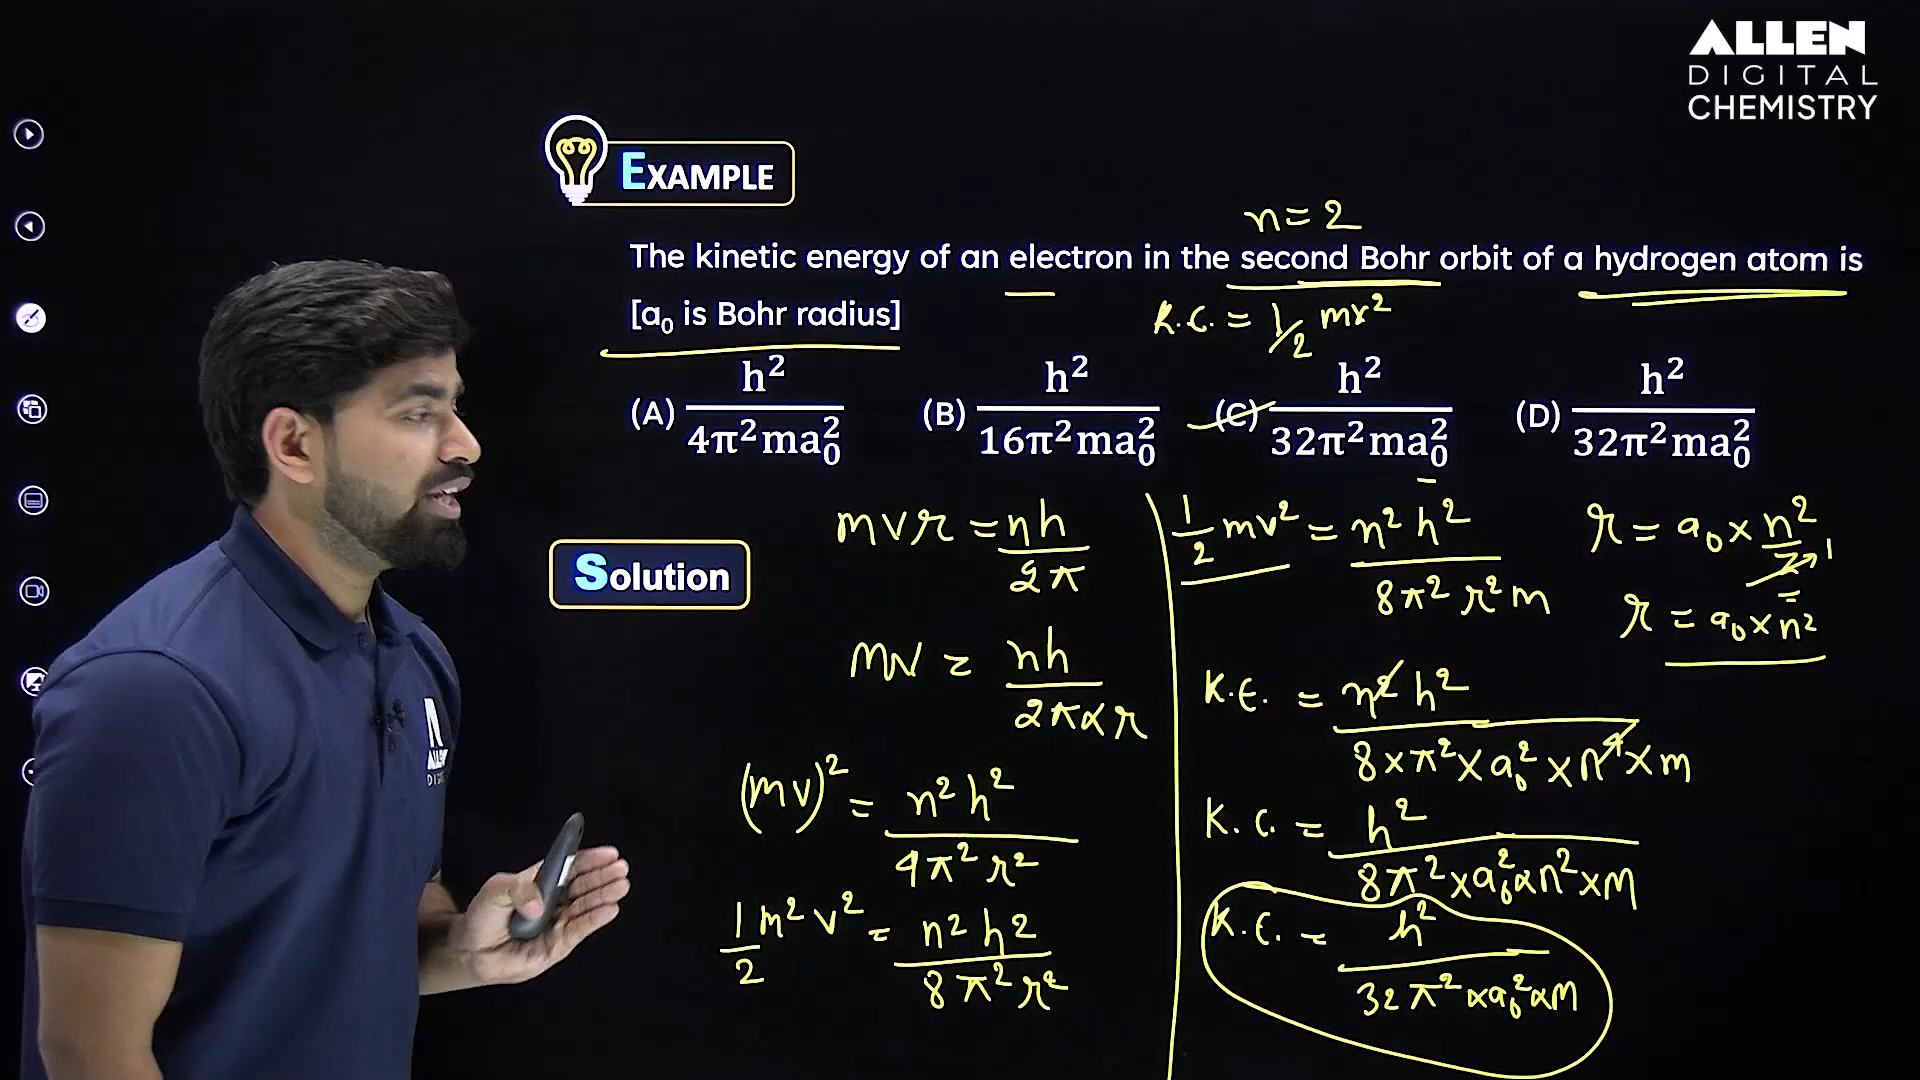 ALLEN
DIGITAL
CHEMISTRY
EXAMPLE
n = 2
The kinetic energy of an electron in the second Bohr orbit of a hydrogen atom is
[a₀ is Bohr radius]
K.E. = 1/2 mv²
(A) h²/4π²ma₀² (B) h²/16π²ma₀² (C) h²/32π²ma₀² (D) h²/32π²ma₀²
Solution
mvr = nh/2π
mv = nh/2π×r
(mv)² = n²h²/4π²r²
1/2 m²v² = n²h²/8π²r²
1/2 mv² = n²h²/8π²r²m
K.E. = n²h²/8×π²×a₀²×n⁴×m
K.E. = h²/8π²×a₀²×n²×m
K.E. = h²/32π²×a₀²×m
r = a₀×n²/Z → 1
r = a₀×n²
ALLEN